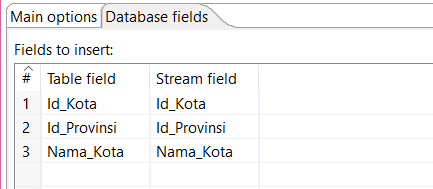 Main options Database fields
Fields to insert:
# Table field Stream field
1 Id_Kota Id_Kota
2 Id_Provinsi Id_Provinsi
3 Nama_Kota Nama_Kota